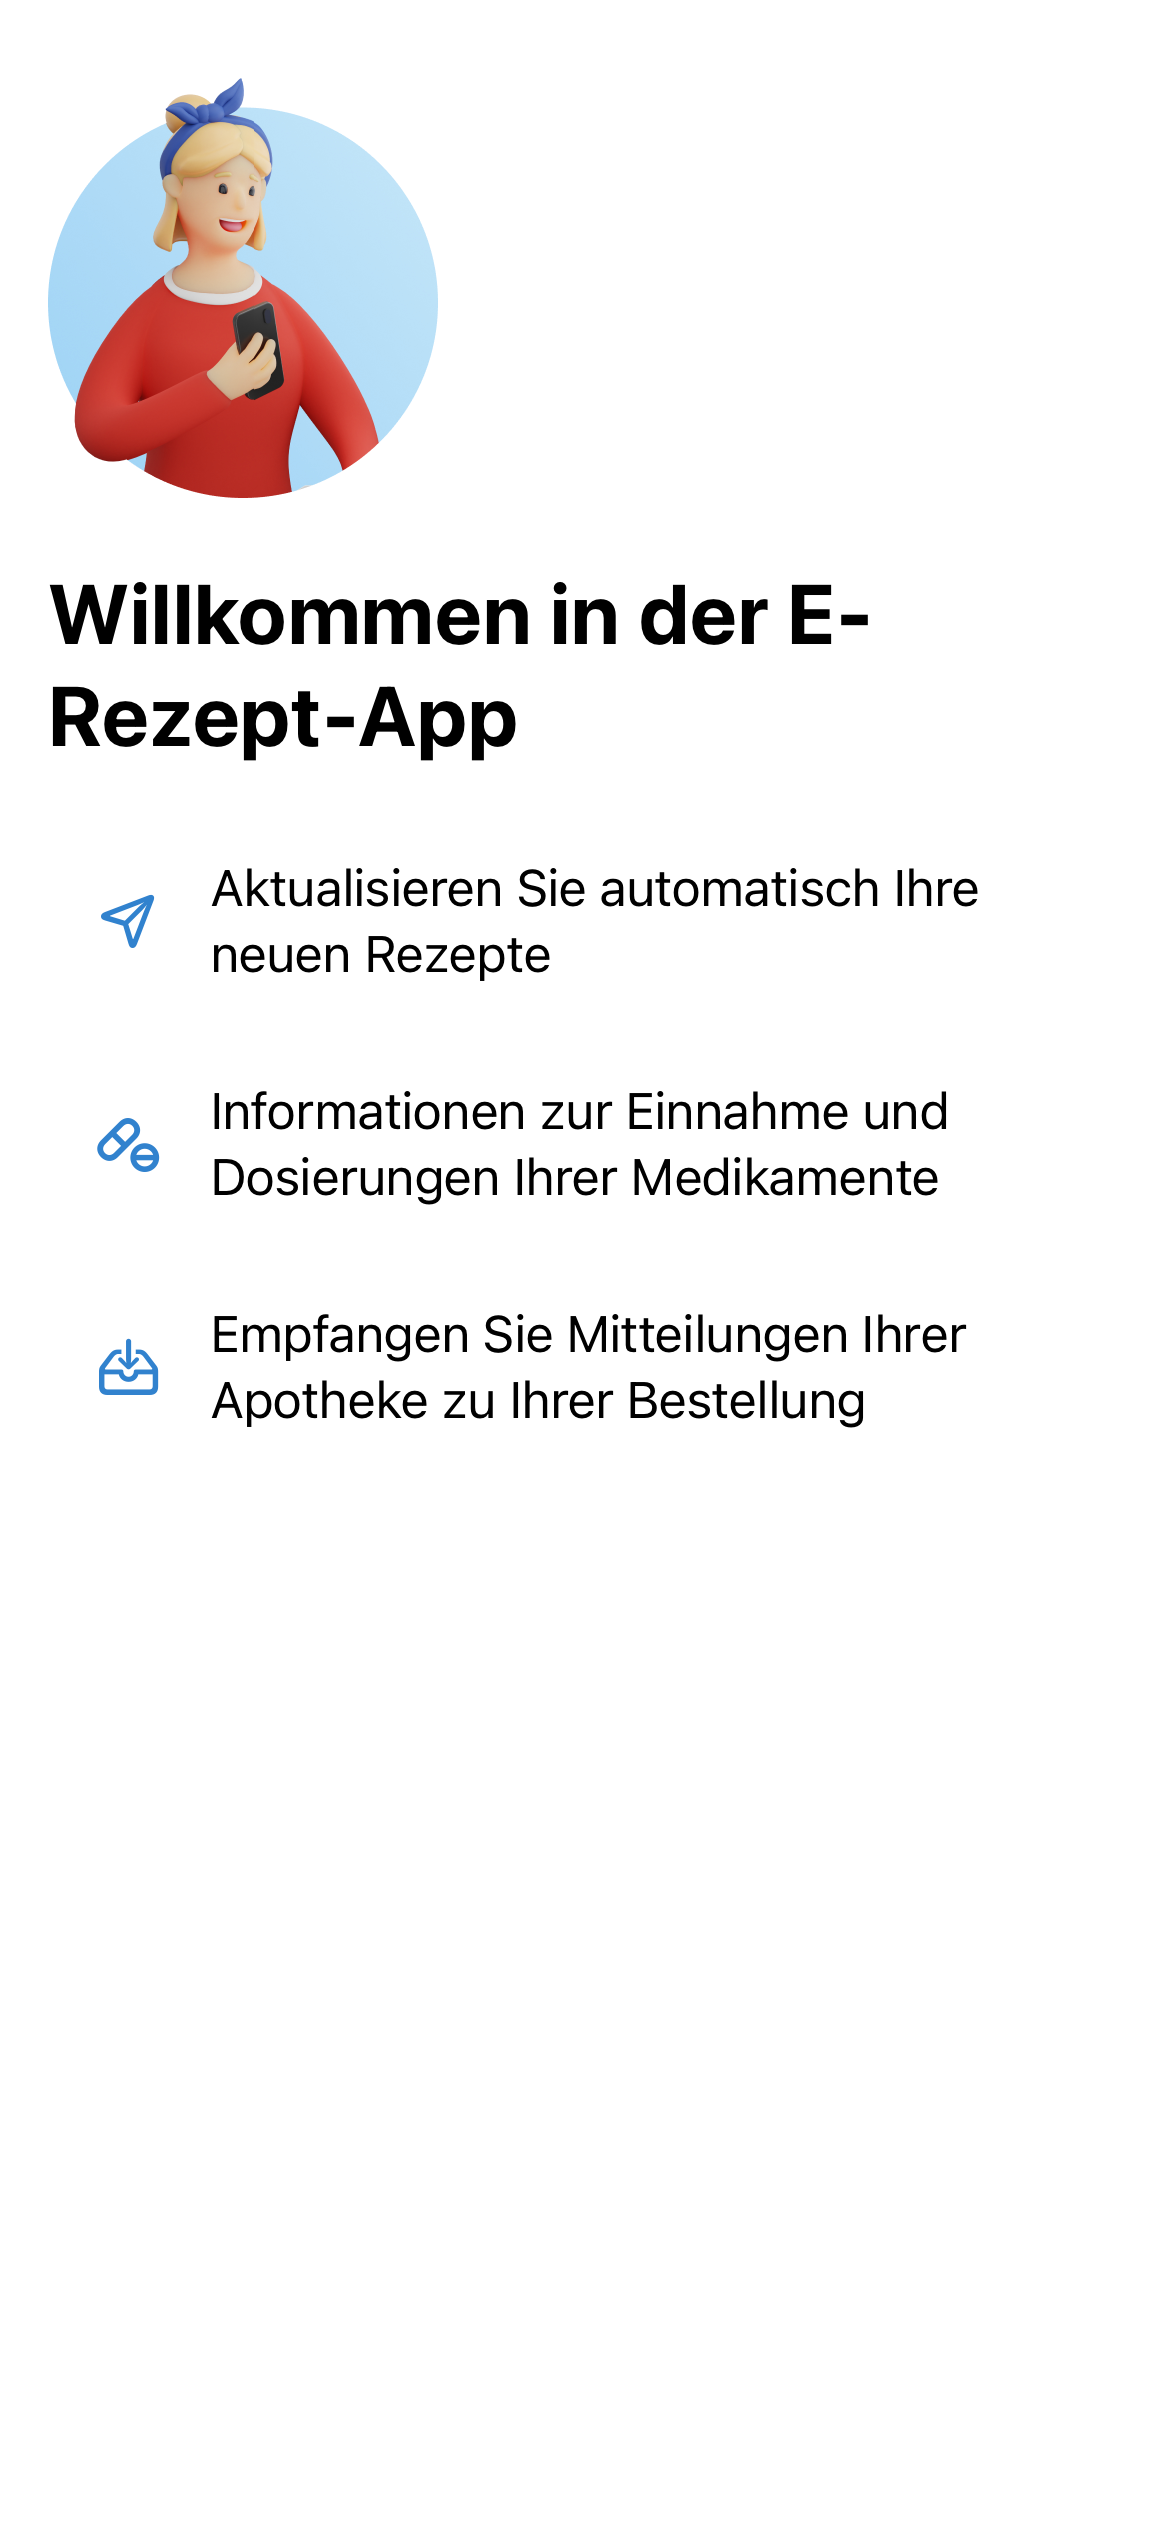 Willkommen in der E-
Rezept-App
Aktualisieren Sie automatisch Ihre
neuen Rezepte
Informationen zur Einnahme und
Dosierungen Ihrer Medikamente
Empfangen Sie Mitteilungen Ihrer
Apotheke zu Ihrer Bestellung